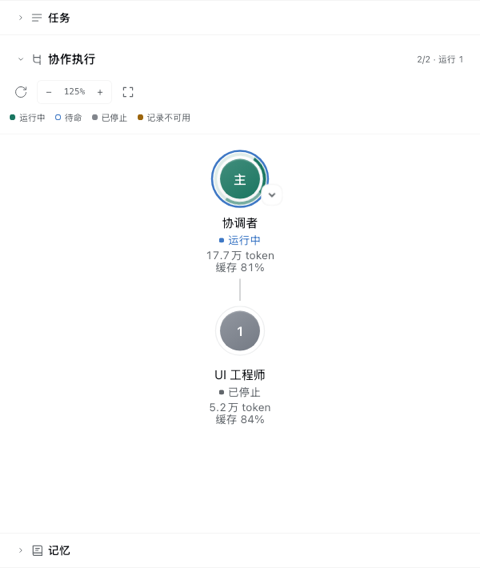 任务
协作执行
2/2 · 运行 1
− 125% +
运行中 待命 已停止 记录不可用
主
协调者
运行中
17.7万 token
缓存 81%
1
UI 工程师
已停止
5.2万 token
缓存 84%
记忆